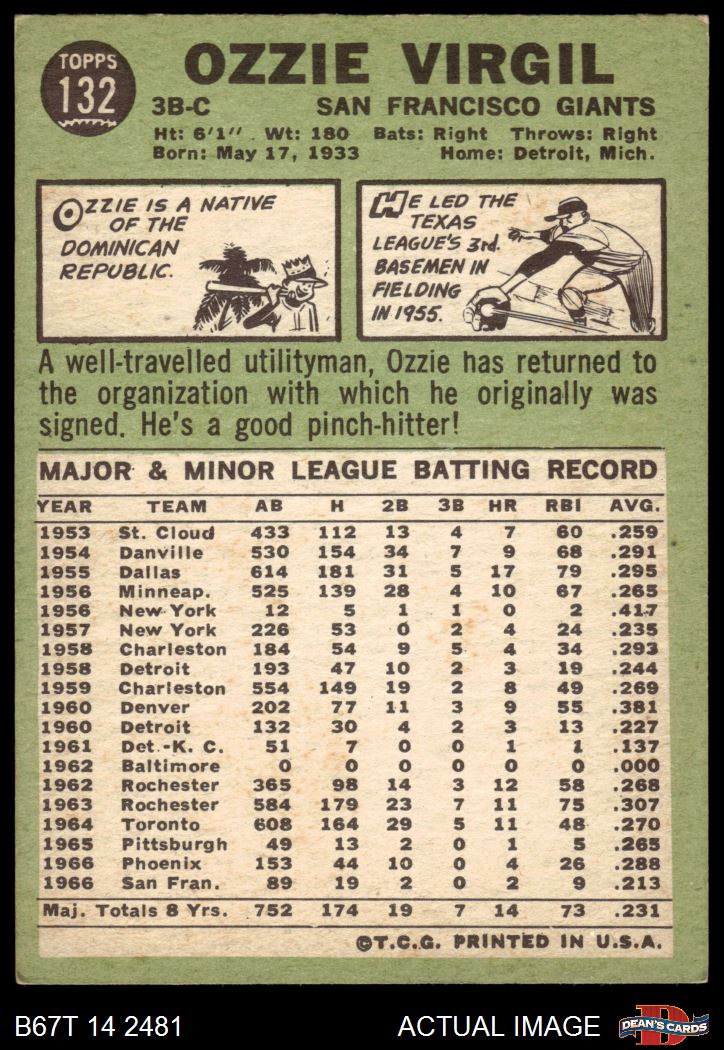 TOPPS
132
OZZIE VIRGIL
3B-C SAN FRANCISCO GIANTS
Ht: 6'1" Wt: 180 Bats: Right Throws: Right
Born: May 17, 1933 Home: Detroit, Mich.
OZZIE IS A NATIVE
OF THE
DOMINICAN
REPUBLIC.
HE LED THE
TEXAS
LEAGUE'S 3rd.
BASEMEN IN
FIELDING
IN 1955.
A well-travelled utilityman, Ozzie has returned to
the organization with which he originally was
signed. He's a good pinch-hitter!
MAJOR & MINOR LEAGUE BATTING RECORD
YEAR TEAM AB H 2B 3B HR RBI AVG.
1953 St. Cloud 433 112 13 4 7 60 .259
1954 Danville 530 154 34 7 9 68 .291
1955 Dallas 614 181 31 5 17 79 .295
1956 Minneap. 525 139 28 4 10 67 .265
1956 New York 12 5 1 1 0 2 .417
1957 New York 226 53 0 2 4 24 .235
1958 Charleston 184 54 9 5 4 34 .293
1958 Detroit 193 47 10 2 3 19 .244
1959 Charleston 554 149 19 2 8 49 .269
1960 Denver 202 77 11 3 9 55 .381
1960 Detroit 132 30 4 2 3 13 .227
1961 Det.-K. C. 51 7 0 0 1 1 .137
1962 Baltimore 0 0 0 0 0 0 .000
1962 Rochester 365 98 14 3 12 58 .268
1963 Rochester 584 179 23 7 11 75 .307
1964 Toronto 608 164 29 5 11 48 .270
1965 Pittsburgh 49 13 2 0 1 5 .265
1966 Phoenix 153 44 10 0 4 26 .288
1966 San Fran. 89 19 2 0 2 9 .213
Maj. Totals 8 Yrs. 752 174 19 7 14 73 .231
©T.C.G. PRINTED IN U.S.A.
B67T 14 2481 ACTUAL IMAGE
D
DEAN'S CARDS